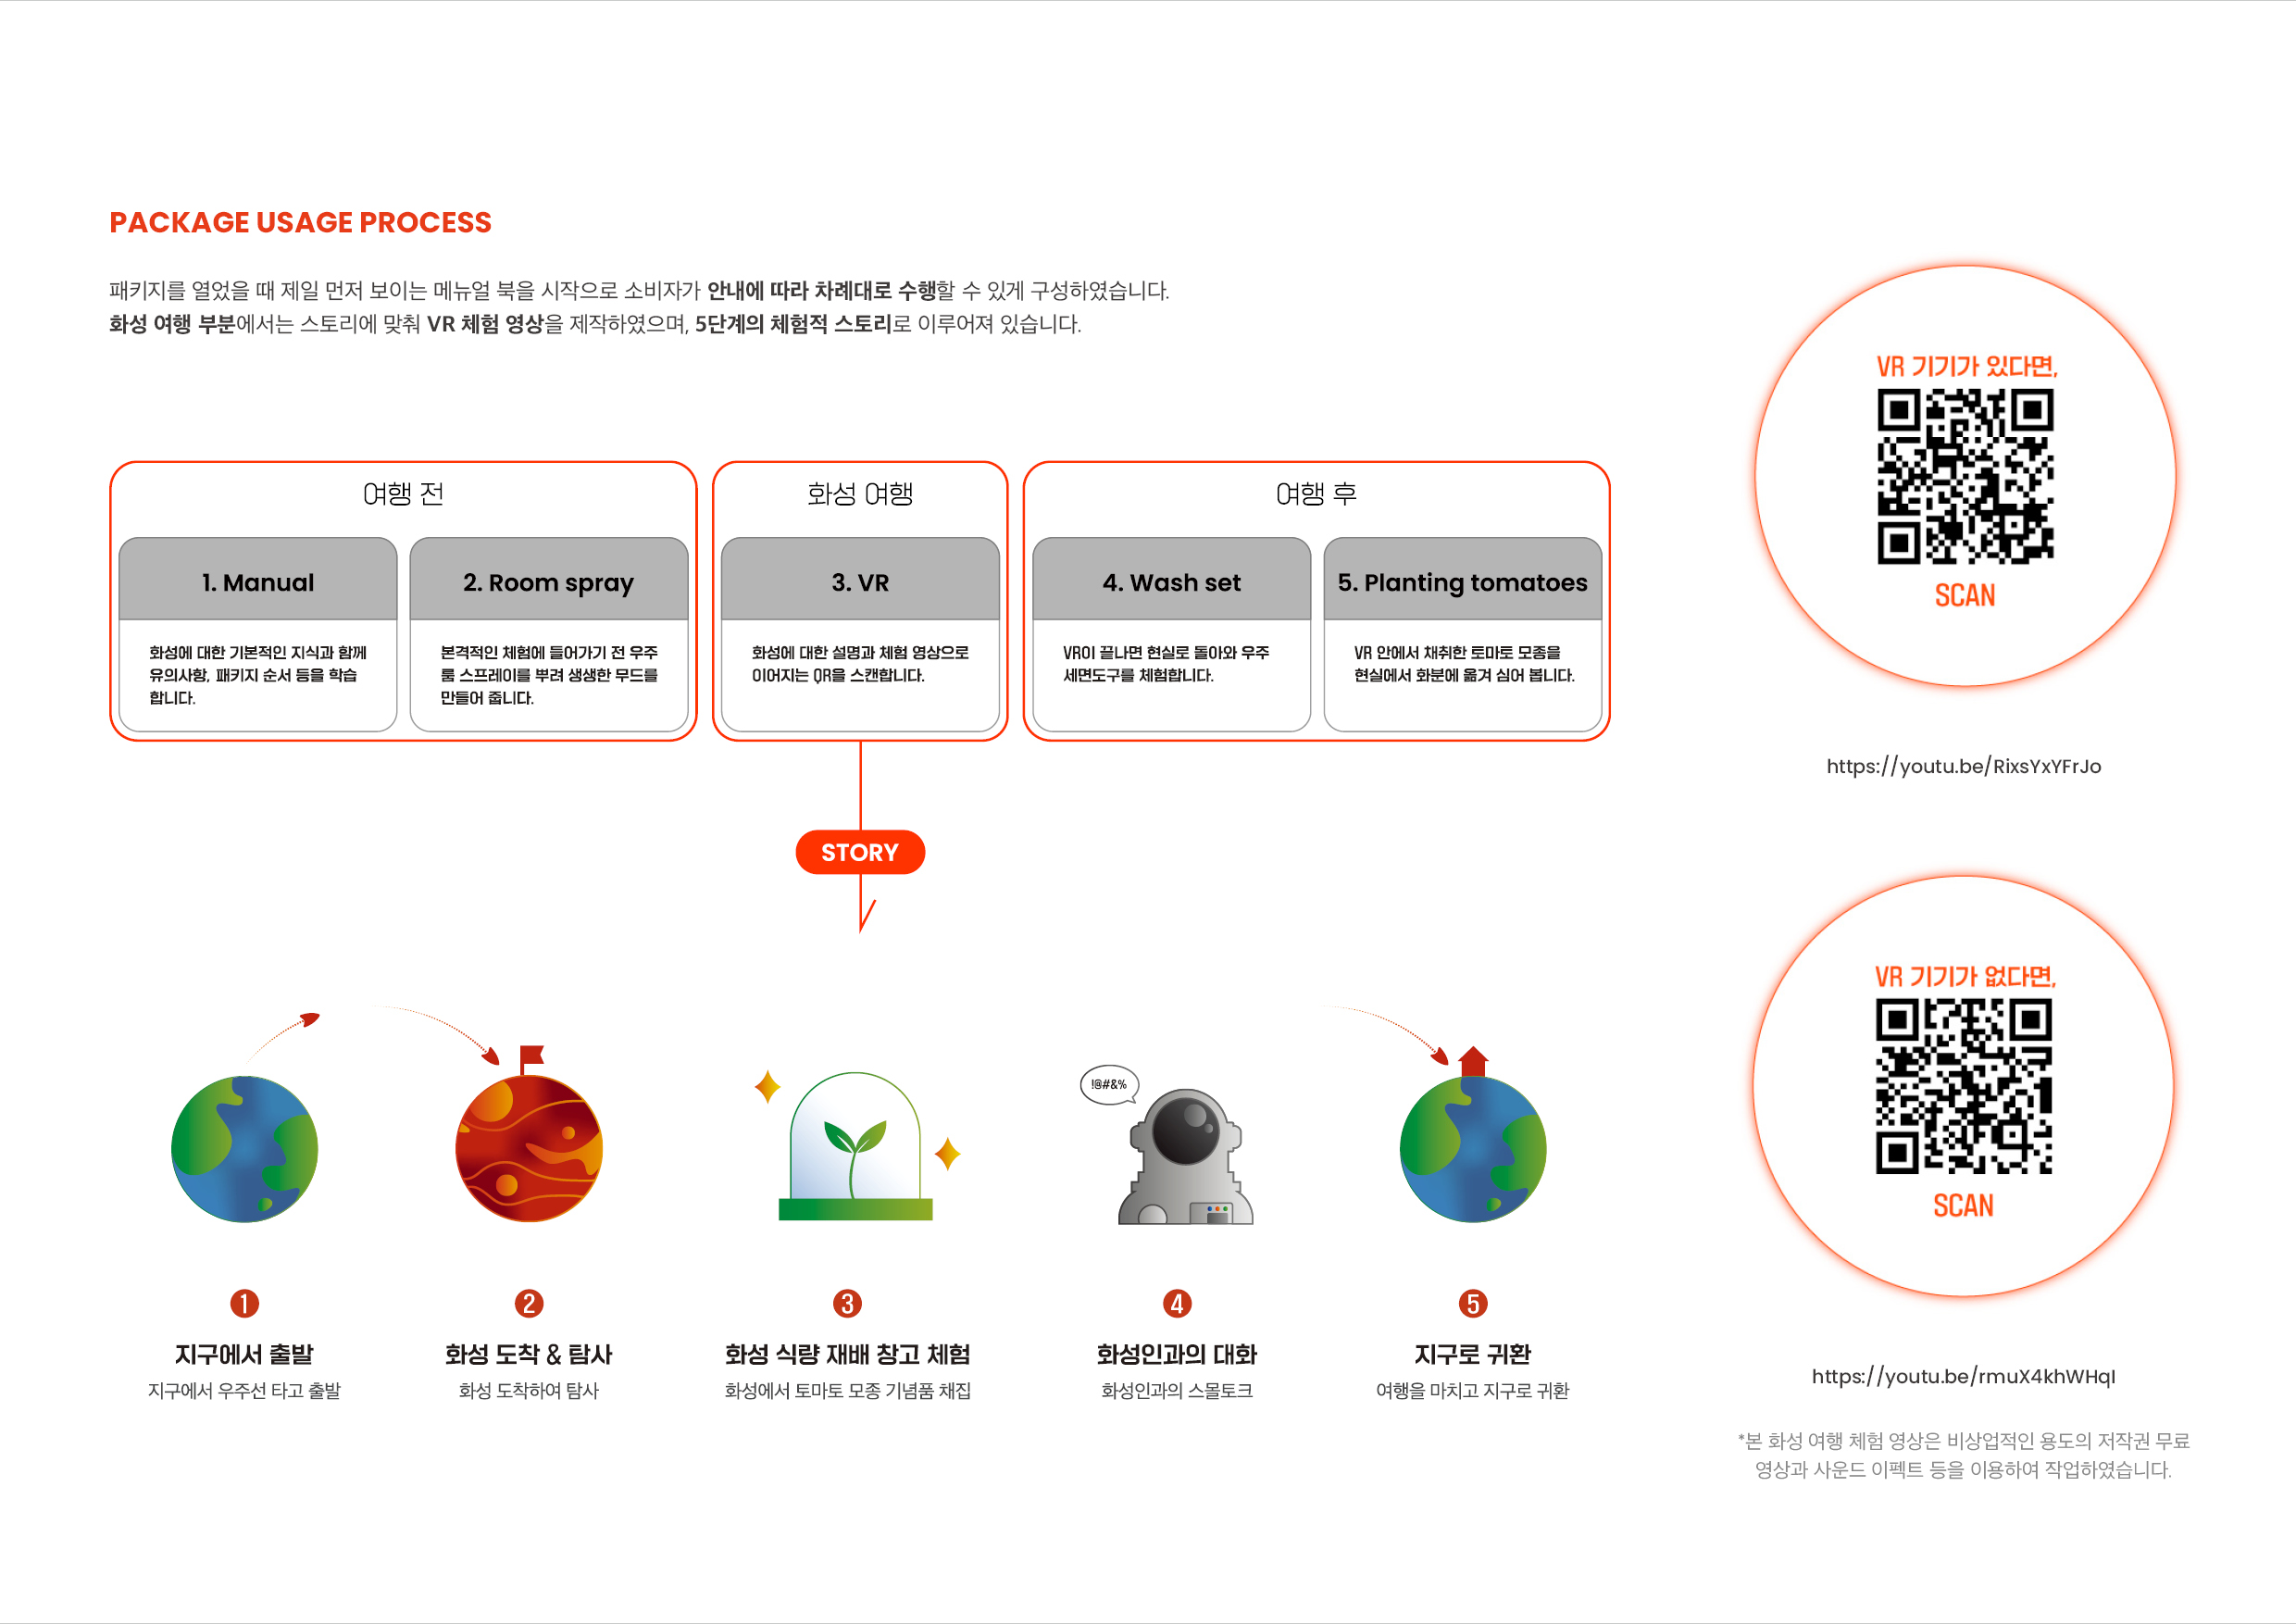 PACKAGE USAGE PROCESS
패키지를 열었을 때 제일 먼저 보이는 메뉴얼 북을 시작으로 소비자가 안내에 따라 차례대로 수행할 수 있게 구성하였습니다.
화성 여행 부분에서는 스토리에 맞춰 VR 체험 영상을 제작하였으며, 5단계의 체험적 스토리로 이루어져 있습니다.
여행 전
1. Manual
화성에 대한 기본적인 지식과 함께
유의사항, 패키지 순서 등을 학습
합니다.
2. Room spray
본격적인 체험에 들어가기 전 우주
룸 스프레이를 뿌려 생생한 무드를
만들어 줍니다.
화성 여행
3. VR
화성에 대한 설명과 체험 영상으로
이어지는 QR을 스캔합니다.
여행 후
4. Wash set
VR이 끝나면 현실로 돌아와 우주
세면도구를 체험합니다.
5. Planting tomatoes
VR 안에서 채취한 토마토 모종을
현실에서 화분에 옮겨 심어 봅니다.
STORY
!@#&%
1
지구에서 출발
지구에서 우주선 타고 출발
2
화성 도착 & 탐사
화성 도착하여 탐사
3
화성 식량 재배 창고 체험
화성에서 토마토 모종 기념품 채집
4
화성인과의 대화
화성인과의 스몰토크
5
지구로 귀환
여행을 마치고 지구로 귀환
VR 기기가 있다면,
SCAN
https://youtu.be/RixsYxYFrJo
VR 기기가 없다면,
SCAN
https://youtu.be/rmuX4khWHqI
*본 화성 여행 체험 영상은 비상업적인 용도의 저작권 무료
영상과 사운드 이펙트 등을 이용하여 작업하였습니다.